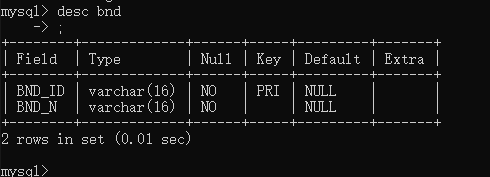 mysql> desc bnd
    -> ;
+--------+-------------+------+-----+---------+-------+
| Field  | Type        | Null | Key | Default | Extra |
+--------+-------------+------+-----+---------+-------+
| BND_ID | varchar(16) | NO   | PRI | NULL    |       |
| BND_N  | varchar(16) | NO   |     | NULL    |       |
+--------+-------------+------+-----+---------+-------+
2 rows in set (0.01 sec)
mysql>